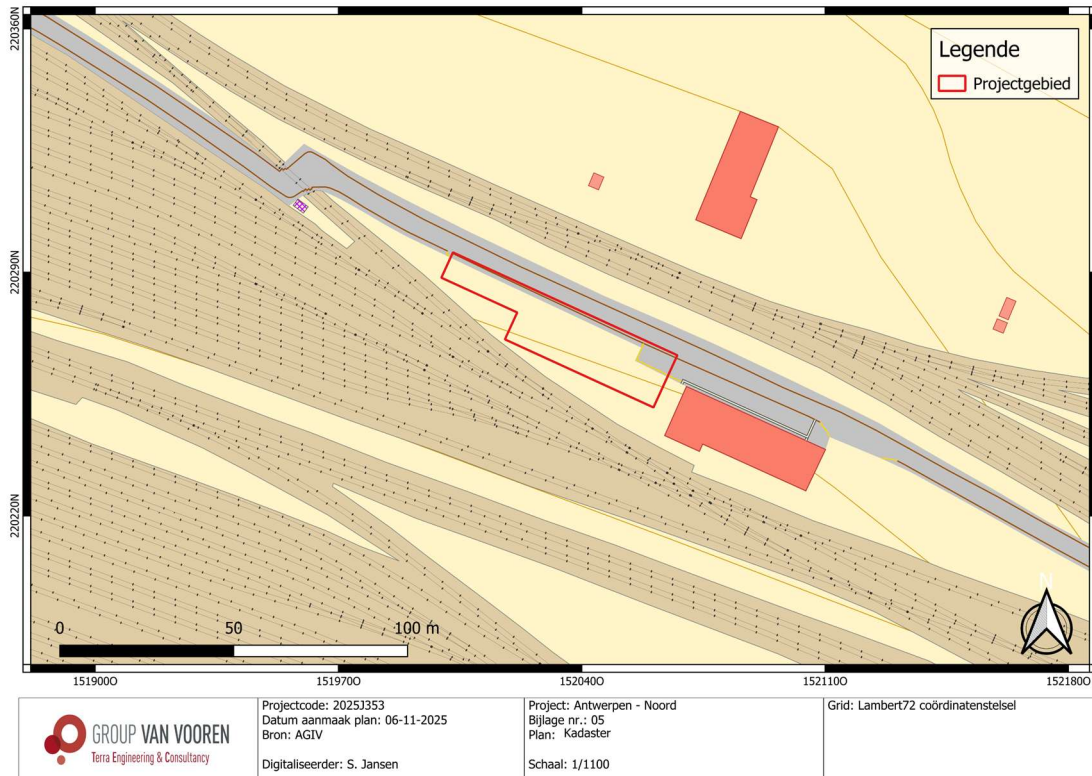 220360N
220290N
220220N
Legende
Projectgebied
N
0 50 100 m
151900O 151970O 152040O 152110O 152180O
GROUP VAN VOOREN
Terra Engineering & Consultancy
Projectcode: 2025J353
Datum aanmaak plan: 06-11-2025
Bron: AGIV
Digitaliseerder: S. Jansen
Project: Antwerpen - Noord
Bijlage nr.: 05
Plan: Kadaster
Schaal: 1/1100
Grid: Lambert72 coördinatenstelsel